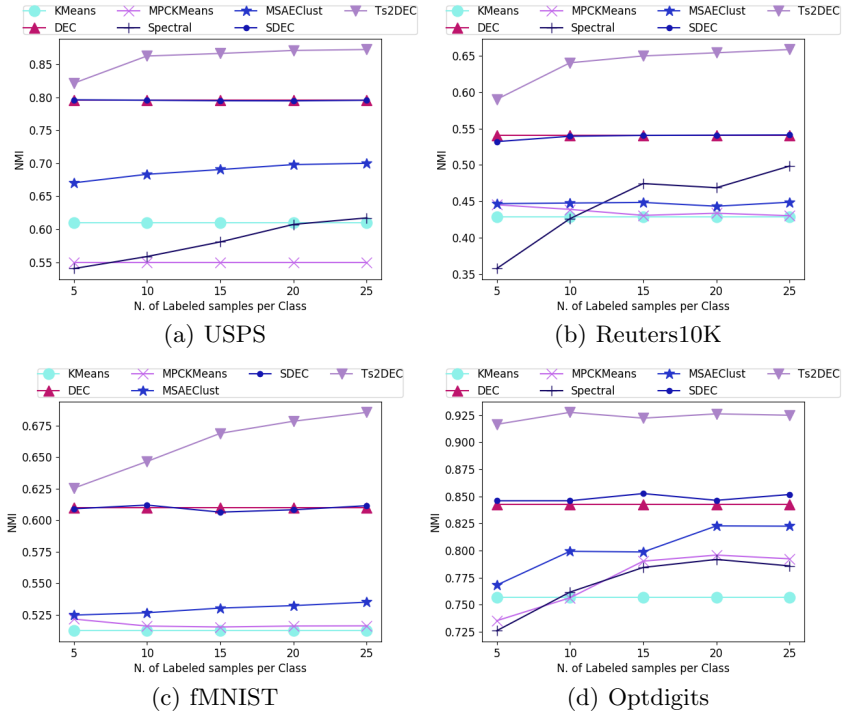 KMeans MPCKMeans MSAEClust Ts2DEC
DEC Spectral SDEC
0.85
0.80
0.75
0.70
0.65
0.60
0.55
NMI
5 10 15 20 25
N. of Labeled samples per Class
(a) USPS
KMeans MPCKMeans MSAEClust Ts2DEC
DEC Spectral SDEC
0.65
0.60
0.55
0.50
0.45
0.40
0.35
NMI
5 10 15 20 25
N. of Labeled samples per Class
(b) Reuters10K
KMeans MPCKMeans SDEC Ts2DEC
DEC MSAEClust
0.675
0.650
0.625
0.600
0.575
0.550
0.525
NMI
5 10 15 20 25
N. of Labeled samples per Class
(c) fMNIST
KMeans MPCKMeans MSAEClust Ts2DEC
DEC Spectral SDEC
0.925
0.900
0.875
0.850
0.825
0.800
0.775
0.750
0.725
NMI
5 10 15 20 25
N. of Labeled samples per Class
(d) Optdigits